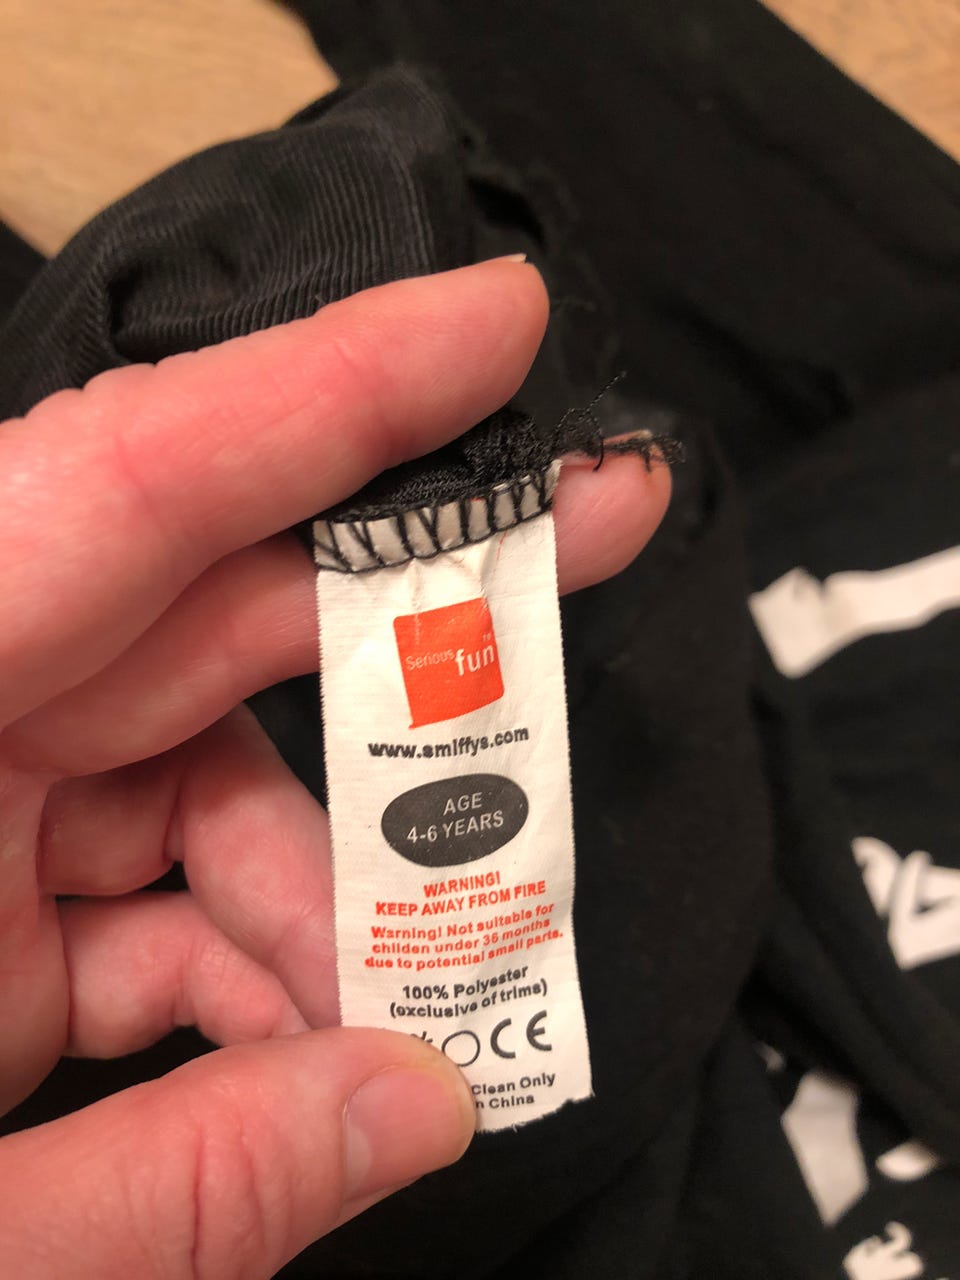 Serious fun™
www.smiffys.com
AGE
4-6 YEARS
WARNING!
KEEP AWAY FROM FIRE
Warning! Not suitable for
childen under 36 months
due to potential small parts.
100% Polyester
(exclusive of trims)
CE
Clean Only
China